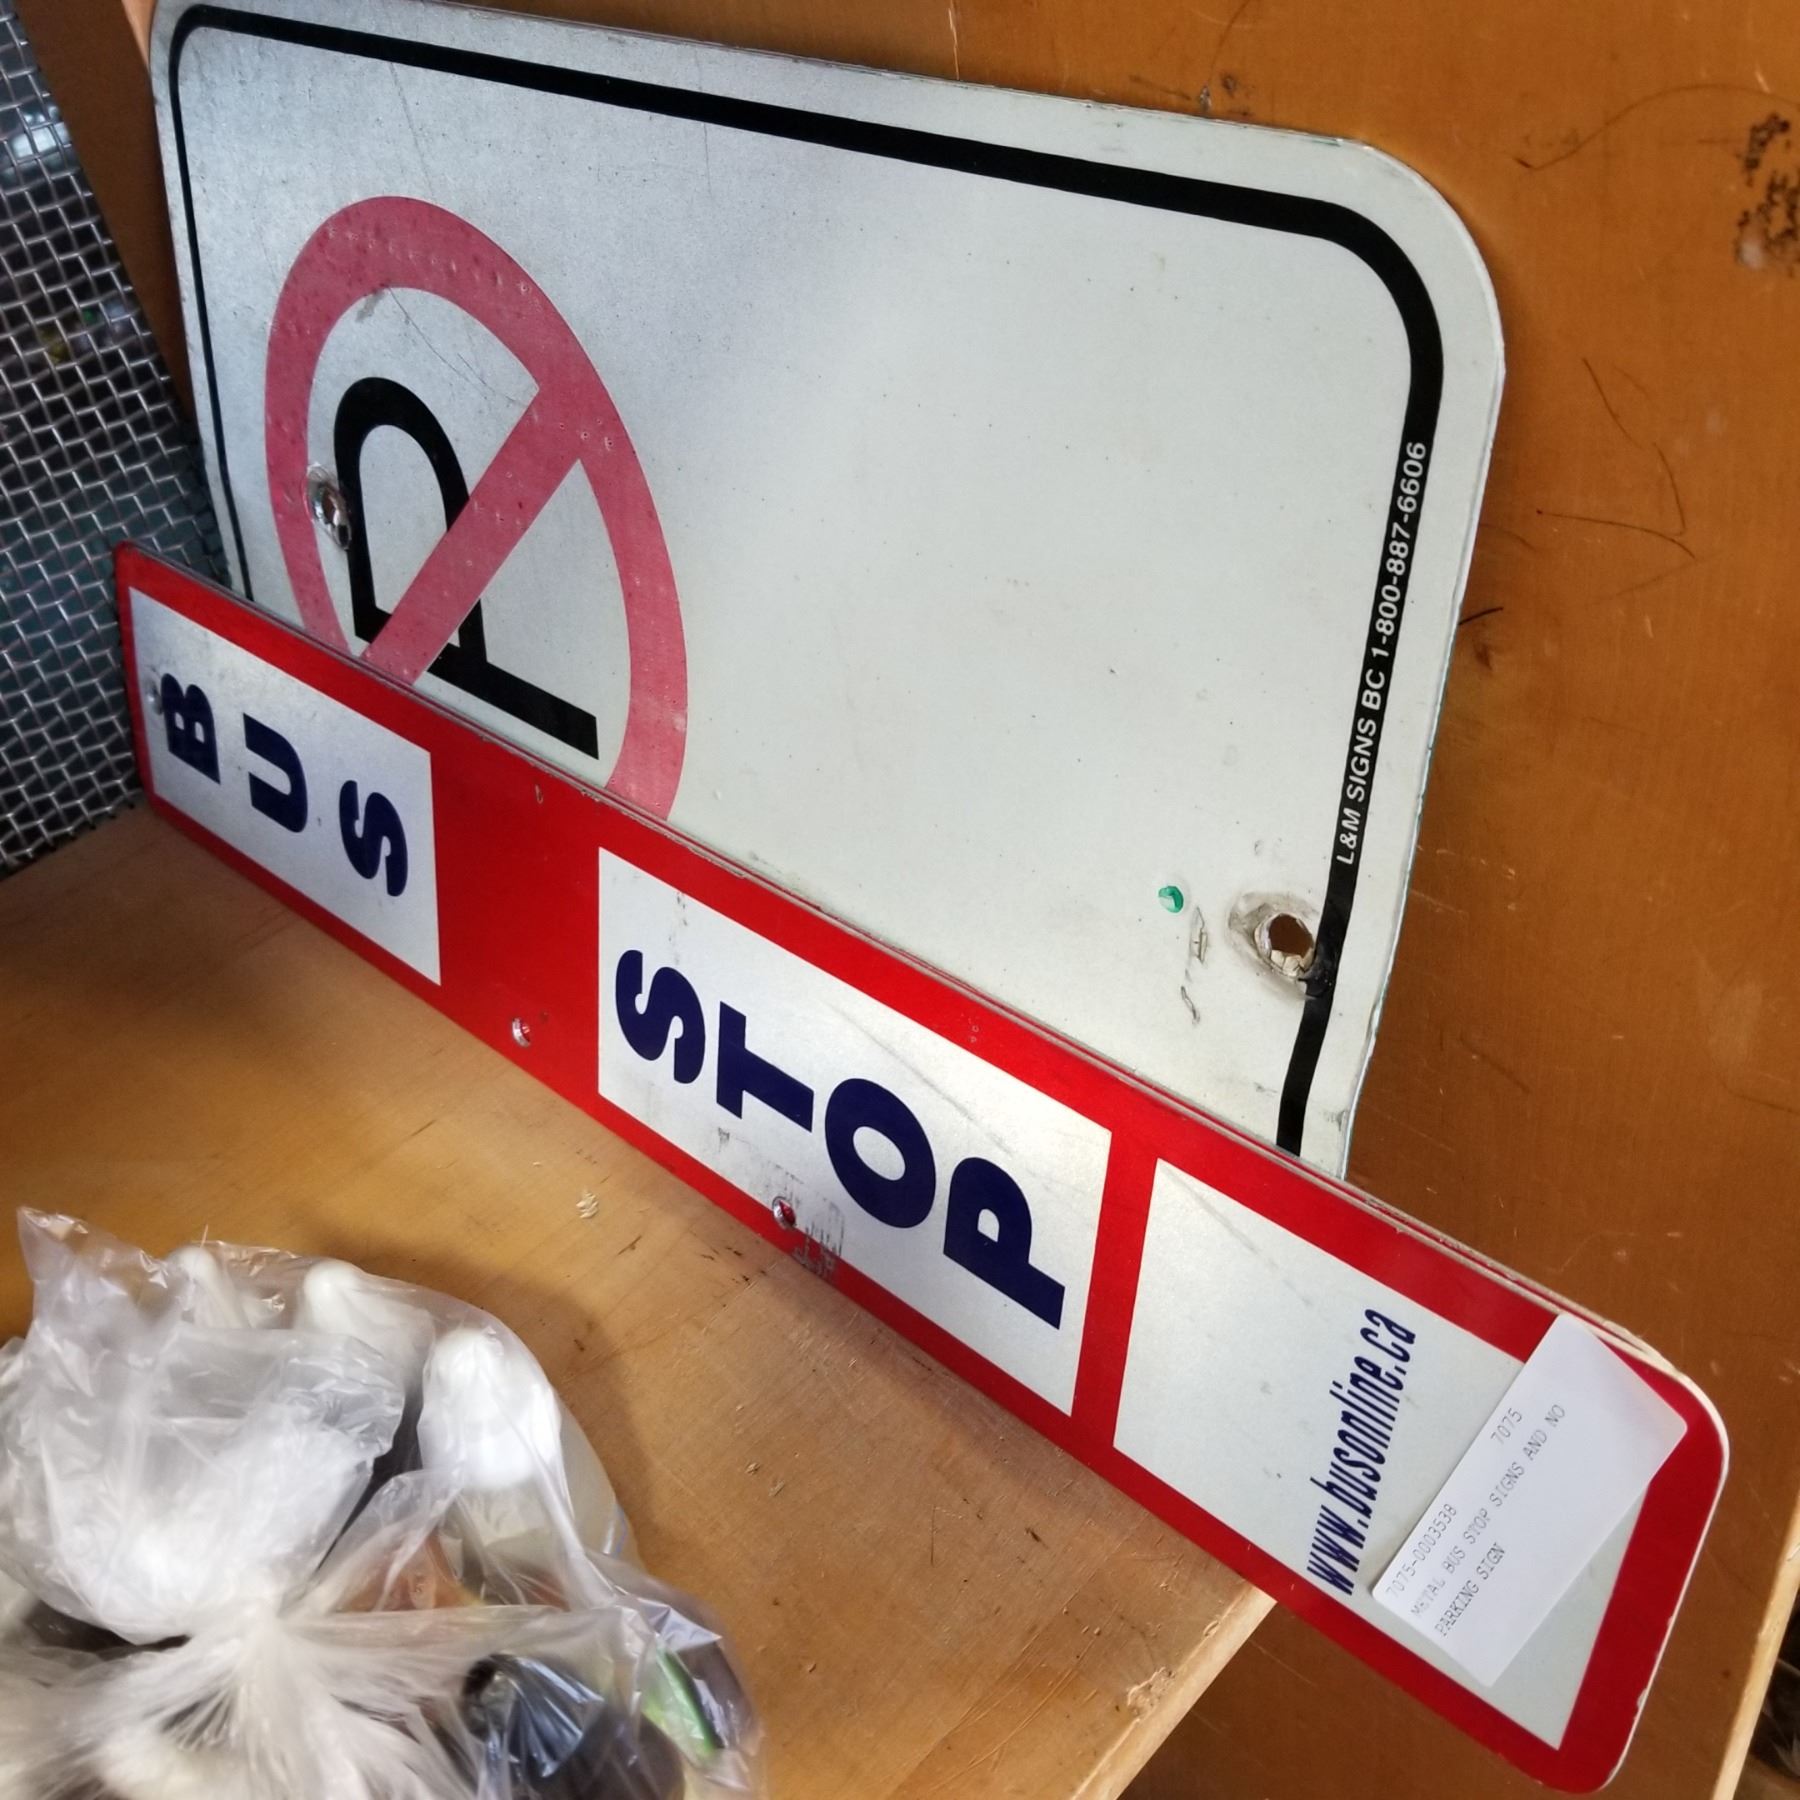 P
L&M SIGNS BC 1-800-887-6606
BUS
STOP
www.busonline.ca
7075
7075-0003538
METAL BUS STOP SIGNS AND NO
PARKING SIGN